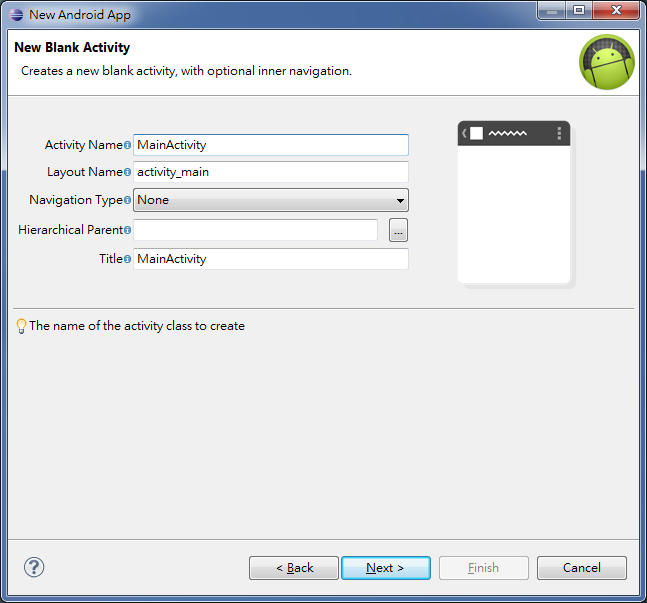 New Android App
New Blank Activity
Creates a new blank activity, with optional inner navigation.
Activity Name MainActivity
Layout Name activity_main
Navigation Type None
Hierarchical Parent ...
Title MainActivity
The name of the activity class to create
? < Back Next > Finish Cancel